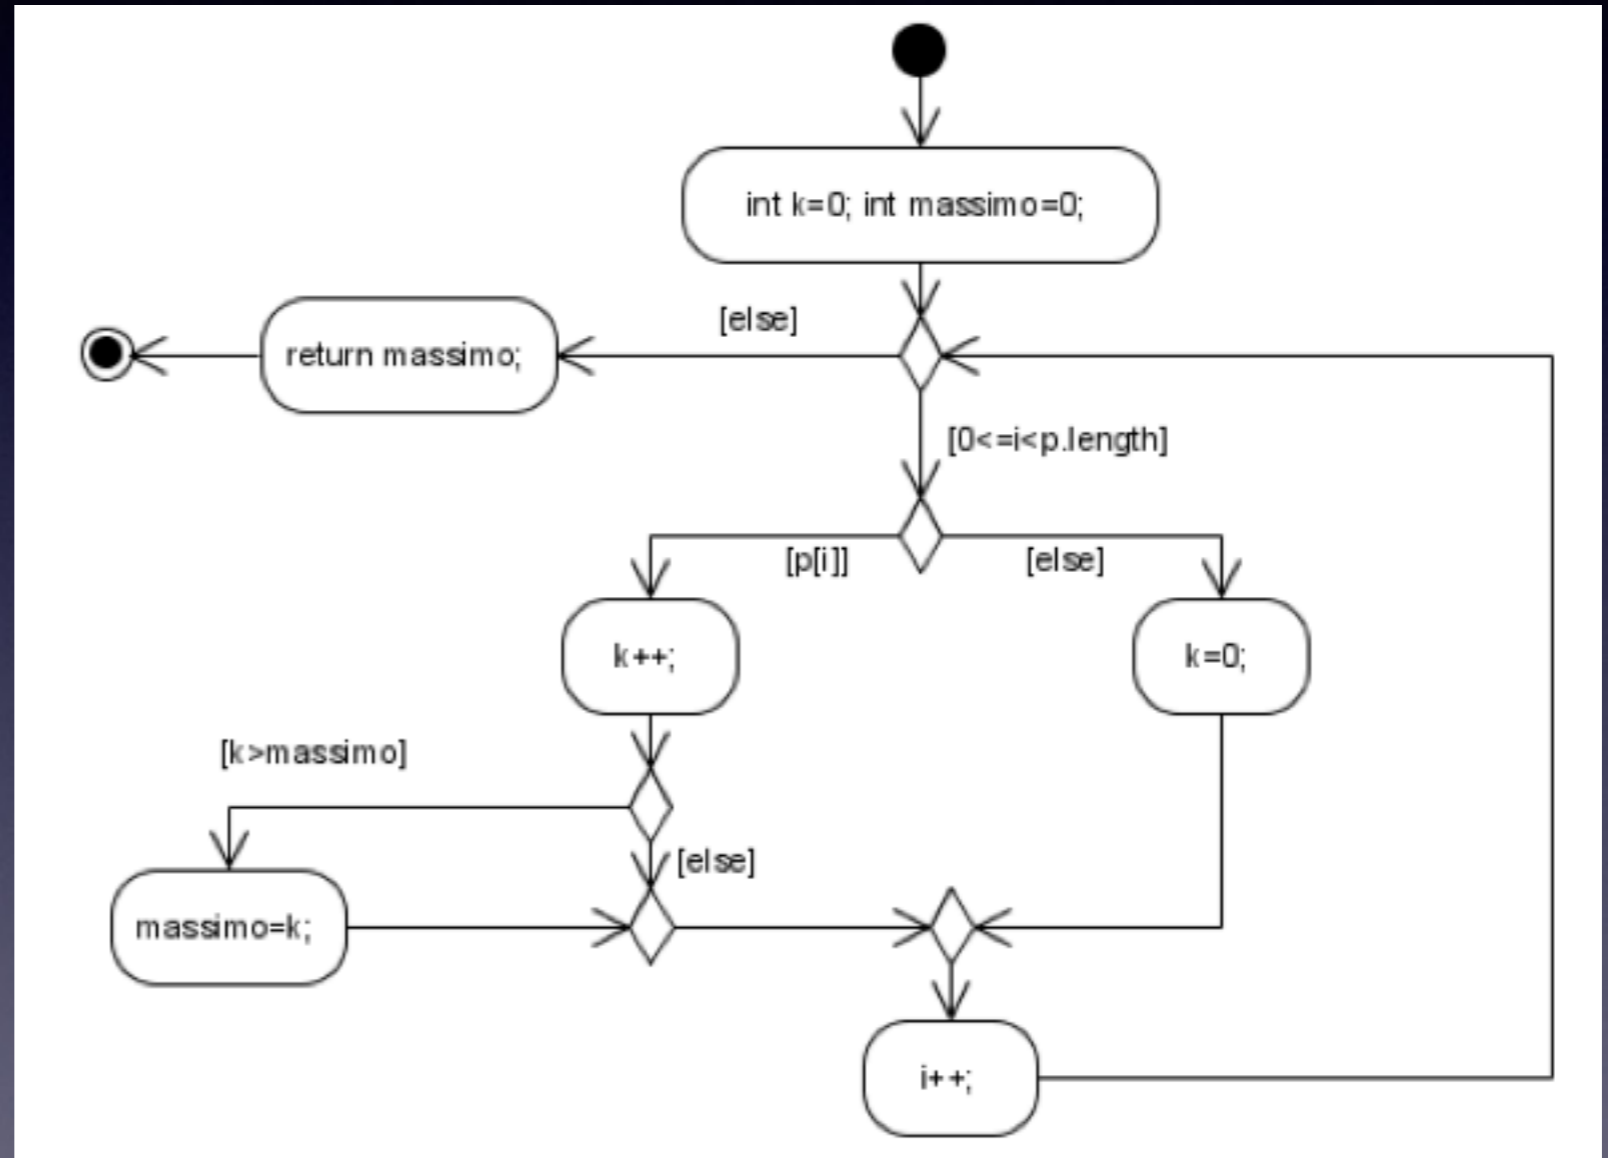 int k=0; int massimo=0;
[else]
return massimo;
[0<=i<p.length]
[p[i]]
[else]
k++;
k=0;
[k>massimo]
[else]
massimo=k;
i++;